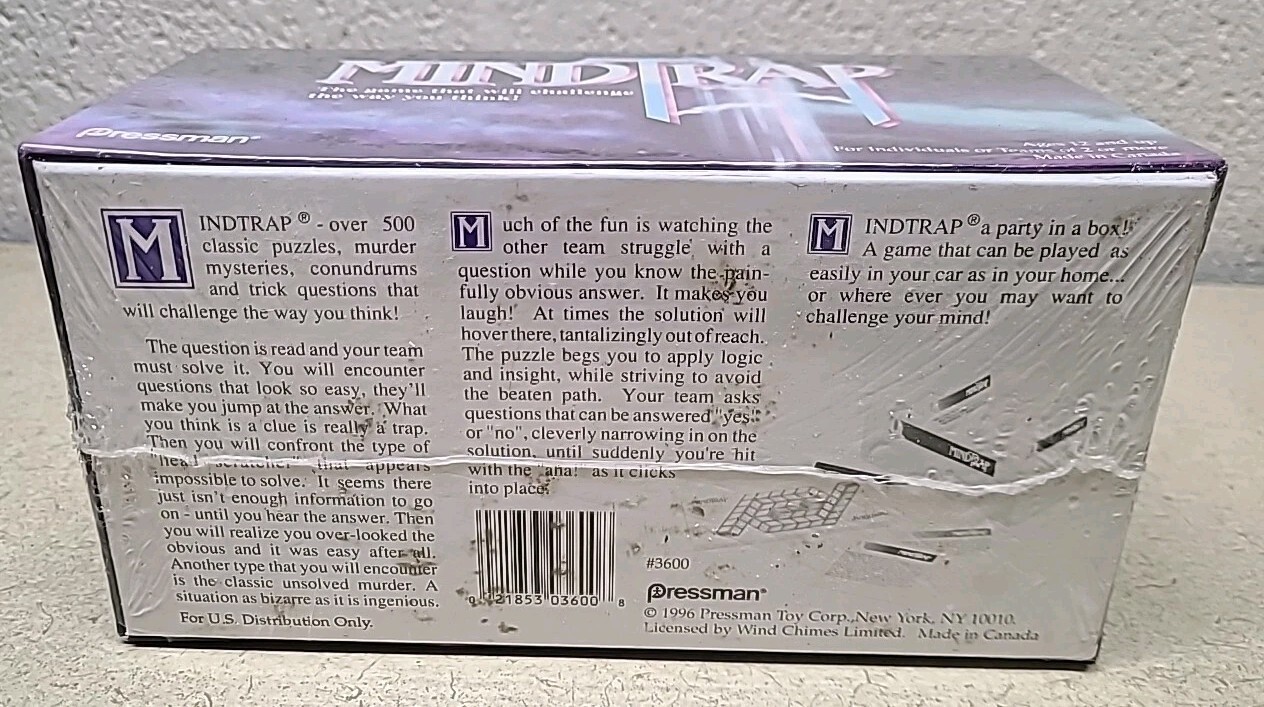 MINDTRAP
The game that will challenge
the way you think!
Pressman®
Ages 12 and up
For Individuals or Teams of 2 or more
Made in
MINDTRAP® - over 500
classic puzzles, murder
mysteries, conundrums
and trick questions that
will challenge the way you think!
The question is read and your team
must solve it. You will encounter
questions that look so easy, they'll
make you jump at the answer. What
you think is a clue is really a trap.
Then you will confront the type of
"head scratcher" that appears
impossible to solve. It seems there
just isn't enough information to go
on - until you hear the answer. Then
you will realize you over-looked the
obvious and it was easy after all.
Another type that you will encounter
is the classic unsolved murder. A
situation as bizarre as it is ingenious.
For U.S. Distribution Only.
Much of the fun is watching the
other team struggle with a
question while you know the pain-
fully obvious answer. It makes you
laugh! At times the solution will
hover there, tantalizingly out of reach.
The puzzle begs you to apply logic
and insight, while striving to avoid
the beaten path. Your team asks
questions that can be answered "yes"
or "no", cleverly narrowing in on the
solution, until suddenly you're hit
with the "aha!" as it clicks
into place.
0 21853 03600 8
MINDTRAP® a party in a box!
A game that can be played as
easily in your car as in your home...
or where ever you may want to
challenge your mind!
MINDTRAP
#3600
Pressman®
© 1996 Pressman Toy Corp., New York, NY 10010.
Licensed by Wind Chimes Limited. Made in Canada